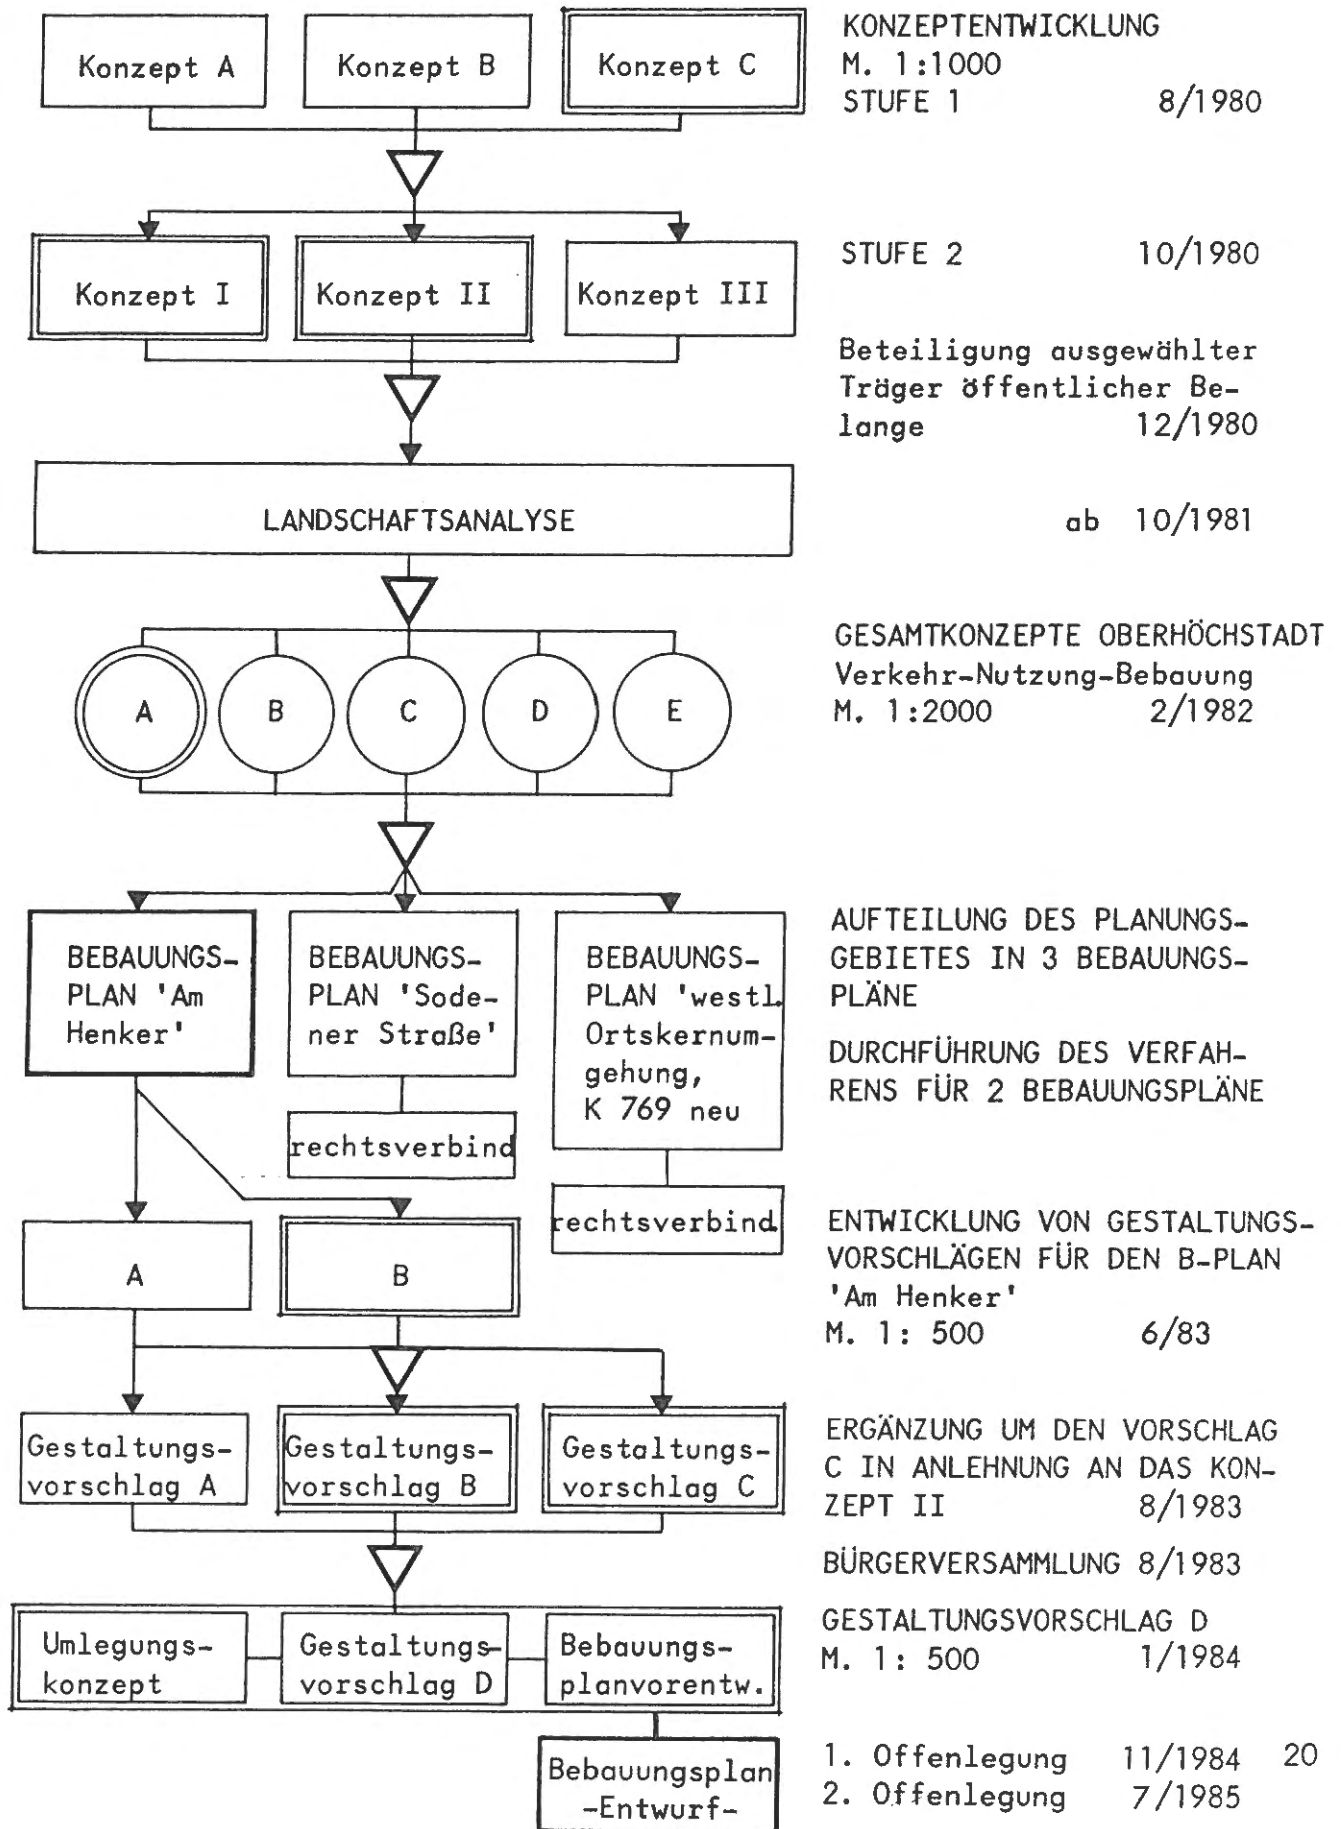 Konzept A
Konzept B
Konzept C
KONZEPTENTWICKLUNG
M. 1:1000
STUFE 1 8/1980
Konzept I
Konzept II
Konzept III
STUFE 2 10/1980
Beteiligung ausgewählter
Träger öffentlicher Be-
lange 12/1980
LANDSCHAFTSANALYSE
ab 10/1981
A
B
C
D
E
GESAMTKONZEPTE OBERHÖCHSTADT
Verkehr-Nutzung-Bebauung
M. 1:2000 2/1982
BEBAUUNGS-
PLAN 'Am
Henker'
BEBAUUNGS-
PLAN 'Sode-
ner Straße'
rechtsverbind
BEBAUUNGS-
PLAN 'westl.
Ortskernum-
gehung,
K 769 neu
rechtsverbind.
AUFTEILUNG DES PLANUNGS-
GEBIETES IN 3 BEBAUUNGS-
PLÄNE
DURCHFÜHRUNG DES VERFAH-
RENS FÜR 2 BEBAUUNGSPLÄNE
A
B
ENTWICKLUNG VON GESTALTUNGS-
VORSCHLÄGEN FÜR DEN B-PLAN
'Am Henker'
M. 1: 500 6/83
Gestaltungs-
vorschlag A
Gestaltungs-
vorschlag B
Gestaltungs-
vorschlag C
ERGÄNZUNG UM DEN VORSCHLAG
C IN ANLEHNUNG AN DAS KON-
ZEPT II 8/1983
BÜRGERVERSAMMLUNG 8/1983
Umlegungs-
konzept
Gestaltungs-
vorschlag D
Bebauungs-
planvorentw.
GESTALTUNGSVORSCHLAG D
M. 1: 500 1/1984
Bebauungsplan
-Entwurf-
1. Offenlegung 11/1984
2. Offenlegung 7/1985
20